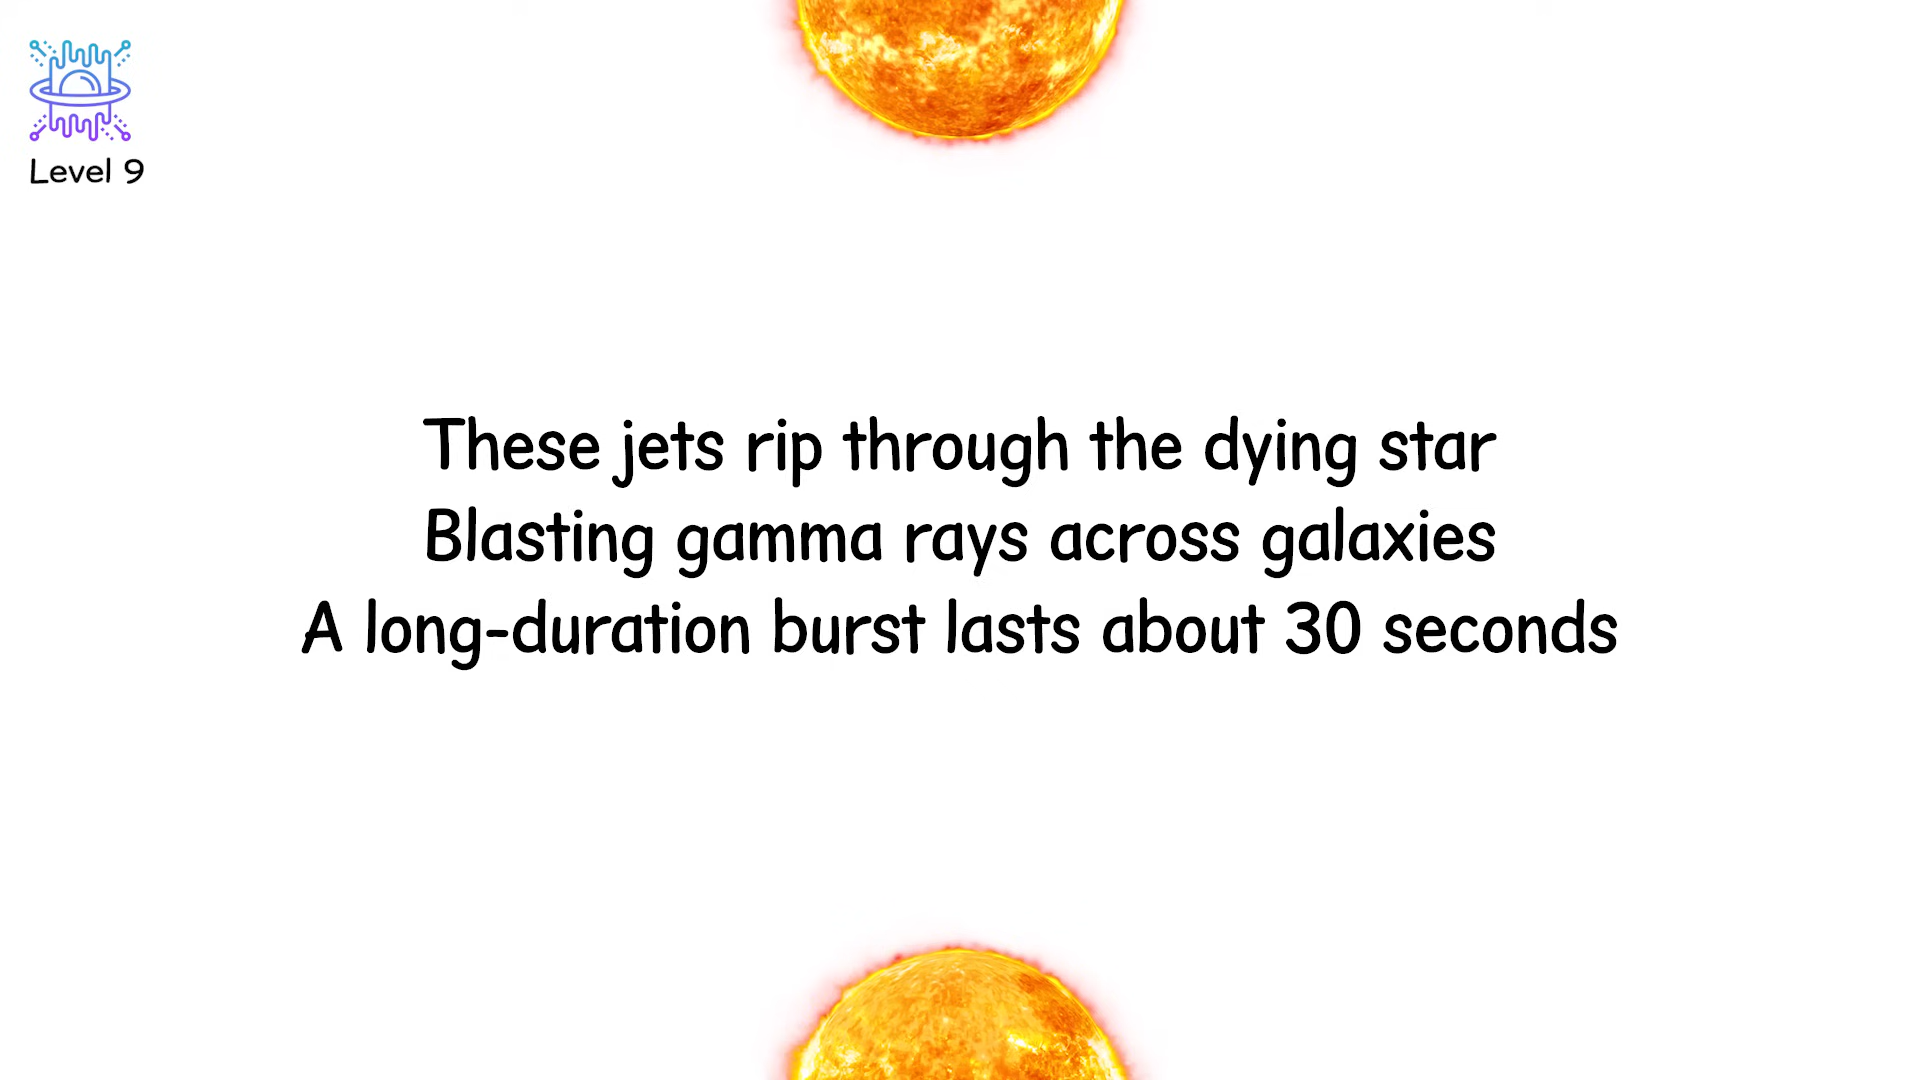 Level 9
These jets rip through the dying star
Blasting gamma rays across galaxies
A long-duration burst lasts about 30 seconds